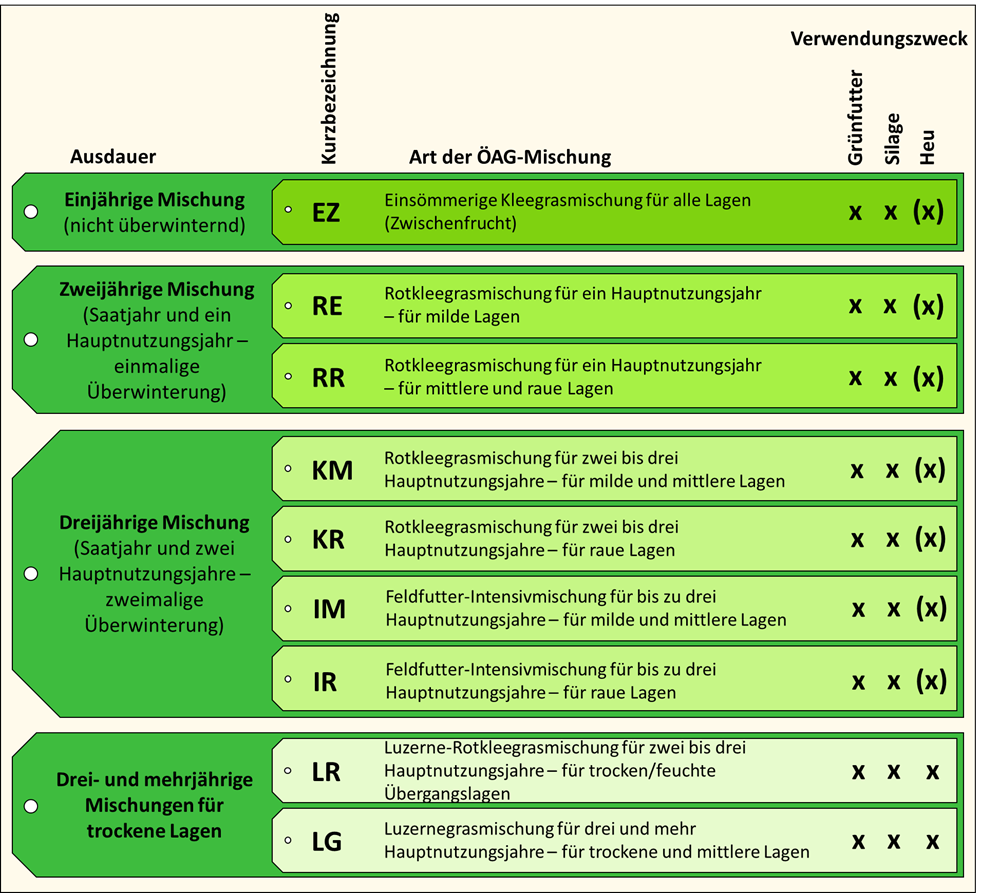 Verwendungszweck
Ausdauer
Kurzbezeichnung
Art der ÖAG-Mischung
Grünfutter
Silage
Heu
Einjährige Mischung
(nicht überwinternd)
EZ
Einsömmerige Kleegrasmischung für alle Lagen
(Zwischenfrucht)
x x (x)
Zweijährige Mischung
(Saatjahr und ein
Hauptnutzungsjahr –
einmalige
Überwinterung)
RE
Rotkleegrasmischung für ein Hauptnutzungsjahr
– für milde Lagen
x x (x)
RR
Rotkleegrasmischung für ein Hauptnutzungsjahr
– für mittlere und raue Lagen
x x (x)
Dreijährige Mischung
(Saatjahr und zwei
Hauptnutzungsjahre –
zweimalige
Überwinterung)
KM
Rotkleegrasmischung für zwei bis drei
Hauptnutzungsjahre – für milde und mittlere Lagen
x x (x)
KR
Rotkleegrasmischung für zwei bis drei
Hauptnutzungsjahre – für raue Lagen
x x (x)
IM
Feldfutter-Intensivmischung für bis zu drei
Hauptnutzungsjahre – für milde und mittlere Lagen
x x (x)
IR
Feldfutter-Intensivmischung für bis zu drei
Hauptnutzungsjahre – für raue Lagen
x x (x)
Drei- und mehrjährige
Mischungen für
trockene Lagen
LR
Luzerne-Rotkleegrasmischung für zwei bis drei
Hauptnutzungsjahre – für trocken/feuchte
Übergangslagen
x x x
LG
Luzernegrasmischung für drei und mehr
Hauptnutzungsjahre – für trockene und mittlere Lagen
x x x